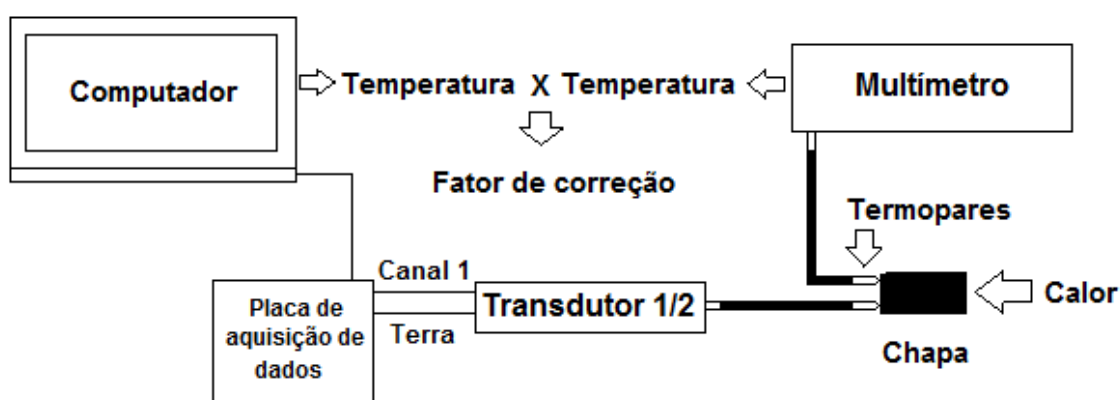 Computador
Temperatura X Temperatura
Multímetro
Fator de correção
Termopares
Canal 1
Transdutor 1/2
Terra
Placa de
aquisição de
dados
Calor
Chapa